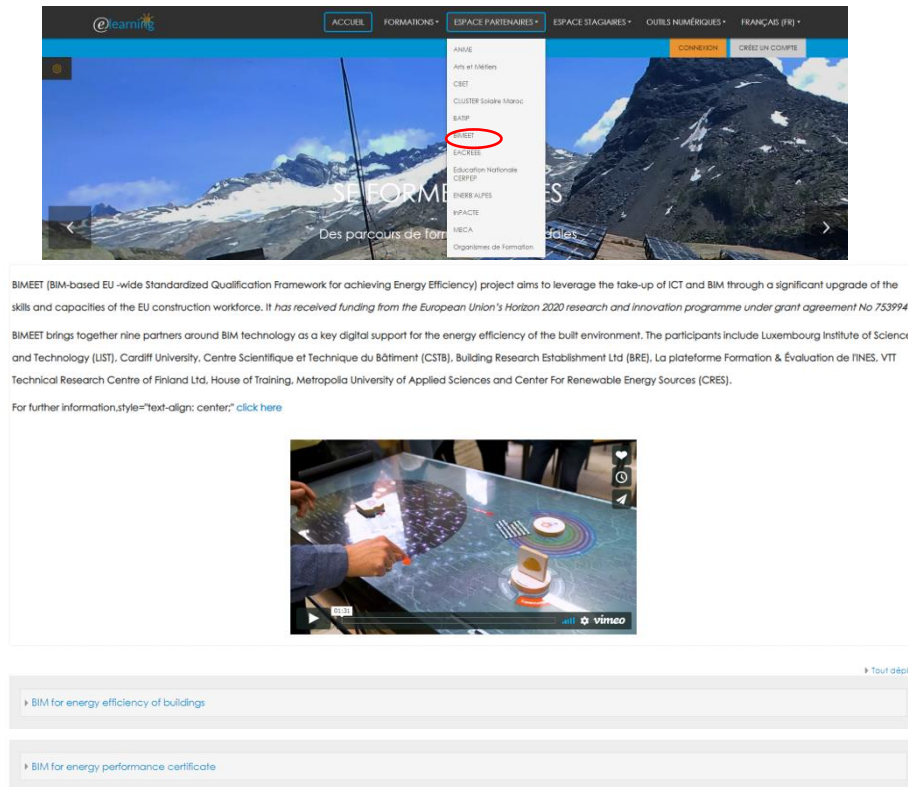 @learning
ACCUEIL FORMATIONS ESPACE PARTENAIRES ESPACE STAGIAIRES OUTILS NUMÉRIQUES FRANÇAIS (FR)
CONNEXION CRÉEZ UN COMPTE
ANME
Arts et Métiers
CBET
CLUSTER Solaire Maroc
BATIP
BIMEET
EACREEE
Education Nationale
CERPEP
ENERB'ALPES
InPACTE
MECA
Organismes de Formation
SE FORME ES
Des parcours de for dales
BIMEET (BIM-based EU -wide Standardized Qualification Framework for achieving Energy Efficiency) project aims to leverage the take-up of ICT and BIM through a significant upgrade of the
skills and capacities of the EU construction workforce. It has received funding from the European Union's Horizon 2020 research and innovation programme under grant agreement No 753994
BIMEET brings together nine partners around BIM technology as a key digital support for the energy efficiency of the built environment. The participants include Luxembourg Institute of Science
and Technology (LIST), Cardiff University, Centre Scientifique et Technique du Bâtiment (CSTB), Building Research Establishment Ltd (BRE), La plateforme Formation & Évaluation de l'INES, VTT
Technical Research Centre of Finland Ltd, House of Training, Metropolia University of Applied Sciences and Center For Renewable Energy Sources (CRES).
For further information,style="text-align: center;" click here
01:31
vimeo
Tout dépl
BIM for energy efficiency of buildings
BIM for energy performance certificate